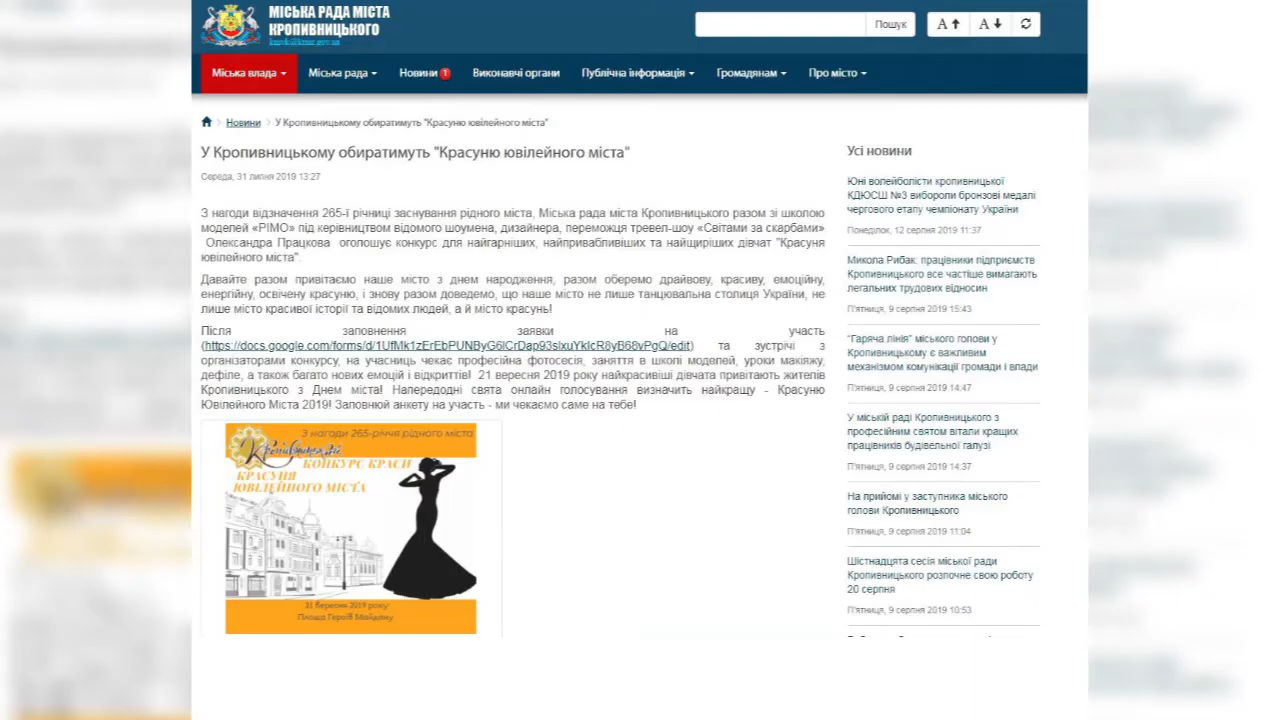 МІСЬКА РАДА МІСТА
КРОПИВНИЦЬКОГО
Пошук
A
A
Міська влада
Міська рада
Новини 1
Виконавчі органи
Публічна інформація
Громадянам
Про місто
Новини > У Кропивницькому обиратимуть "Красуню ювілейного міста"
У Кропивницькому обиратимуть "Красуню ювілейного міста"
Середа, 31 липня 2019 13:27
З нагоди відзначення 265-ї річниці заснування рідного міста, Міська рада міста Кропивницького разом зі школою
моделей «РІМО» під керівництвом відомого шоумена, дизайнера, переможця тревел-шоу «Світами за скарбами»
Олександра Працкова оголошує конкурс для найгарніших, найпривабливіших та найщиріших дівчат "Красуня
ювілейного міста".
Давайте разом привітаємо наше місто з днем народження, разом оберемо драйвову, красиву, емоційну,
енергійну, освічену красуню, і знову разом доведемо, що наше місто не лише танцювальна столиця України, не
лише місто красивої історії та відомих людей, а й місто красунь!
Після заповнення заявки на участь
та зустрічі з
організаторами конкурсу, на учасниць чекає професійна фотосесія, заняття в школі моделей, уроки макіяжу,
дефіле, а також багато нових емоцій і відкриттів! 21 вересня 2019 року найкрасивіші дівчата привітають жителів
Кропивницького з Днем міста! Напередодні свята онлайн голосування визначить найкращу - Красуню
Ювілейного Міста 2019! Заповнюй анкету на участь - ми чекаємо саме на тебе!
З нагоди 265-річчя рідного міста
Кропивницький
КОНКУРС КРАСИ
КРАСУНЯ
ЮВІЛЕЙНОГО МІСТА
21 вересня 2019 року
Площа Героїв Майдану
Усі новини
Юні волейболісти кропивницької
КДЮСШ №3 вибороли бронзові медалі
чергового етапу чемпіонату України
Понеділок, 12 серпня 2019 11:37
Микола Рибак: працівники підприємств
Кропивницького все частіше вимагають
легальних трудових відносин
П'ятниця, 9 серпня 2019 15:43
"Гаряча лінія" міського голови у
Кропивницькому є важливим
механізмом комунікації громади і влади
П'ятниця, 9 серпня 2019 14:47
У міській раді Кропивницького з
професійним святом вітали кращих
працівників будівельної галузі
П'ятниця, 9 серпня 2019 14:37
На прийомі у заступника міського
голови Кропивницького
П'ятниця, 9 серпня 2019 11:04
Шістнадцята сесія міської ради
Кропивницького розпочне свою роботу
20 серпня
П'ятниця, 9 серпня 2019 10:53